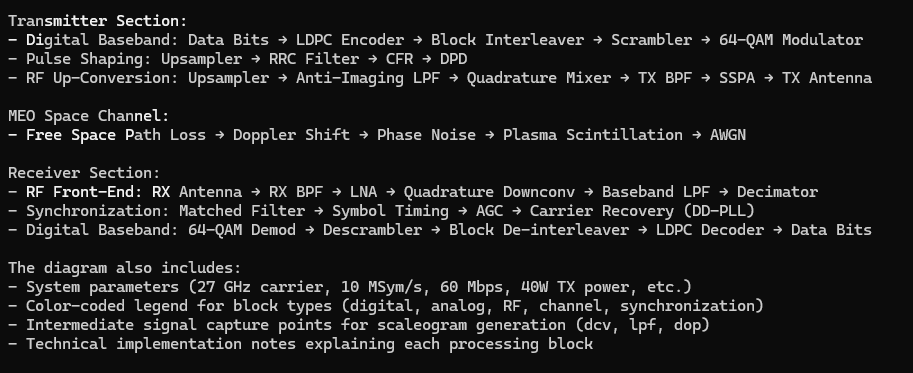 Transmitter Section:
- Digital Baseband: Data Bits → LDPC Encoder → Block Interleaver → Scrambler → 64-QAM Modulator
- Pulse Shaping: Upsampler → RRC Filter → CFR → DPD
- RF Up-Conversion: Upsampler → Anti-Imaging LPF → Quadrature Mixer → TX BPF → SSPA → TX Antenna
MEO Space Channel:
- Free Space Path Loss → Doppler Shift → Phase Noise → Plasma Scintillation → AWGN
Receiver Section:
- RF Front-End: RX Antenna → RX BPF → LNA → Quadrature Downconv → Baseband LPF → Decimator
- Synchronization: Matched Filter → Symbol Timing → AGC → Carrier Recovery (DD-PLL)
- Digital Baseband: 64-QAM Demod → Descrambler → Block De-interleaver → LDPC Decoder → Data Bits
The diagram also includes:
- System parameters (27 GHz carrier, 10 MSym/s, 60 Mbps, 40W TX power, etc.)
- Color-coded legend for block types (digital, analog, RF, channel, synchronization)
- Intermediate signal capture points for scaleogram generation (dcv, lpf, dop)
- Technical implementation notes explaining each processing block